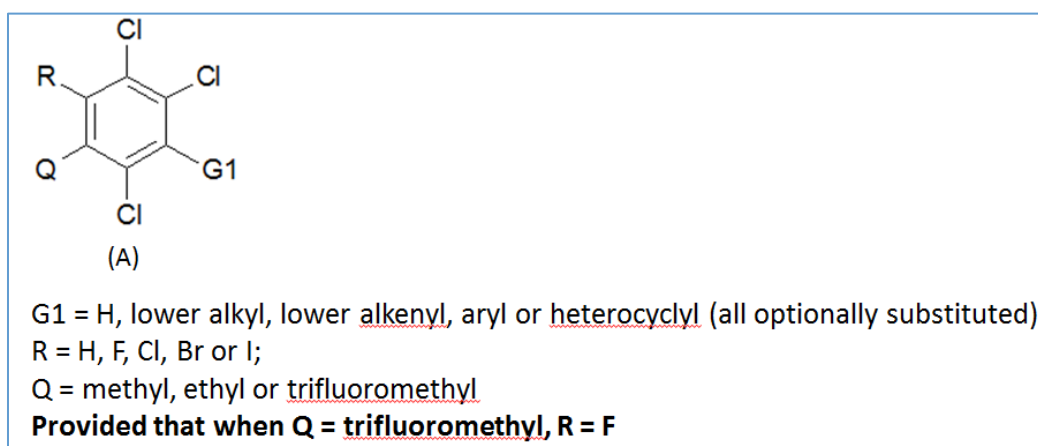 Cl
R
Cl
Q
G1
Cl
(A)
G1 = H, lower alkyl, lower alkenyl, aryl or heterocyclyl (all optionally substituted)
R = H, F, Cl, Br or I;
Q = methyl, ethyl or trifluoromethyl
Provided that when Q = trifluoromethyl, R = F